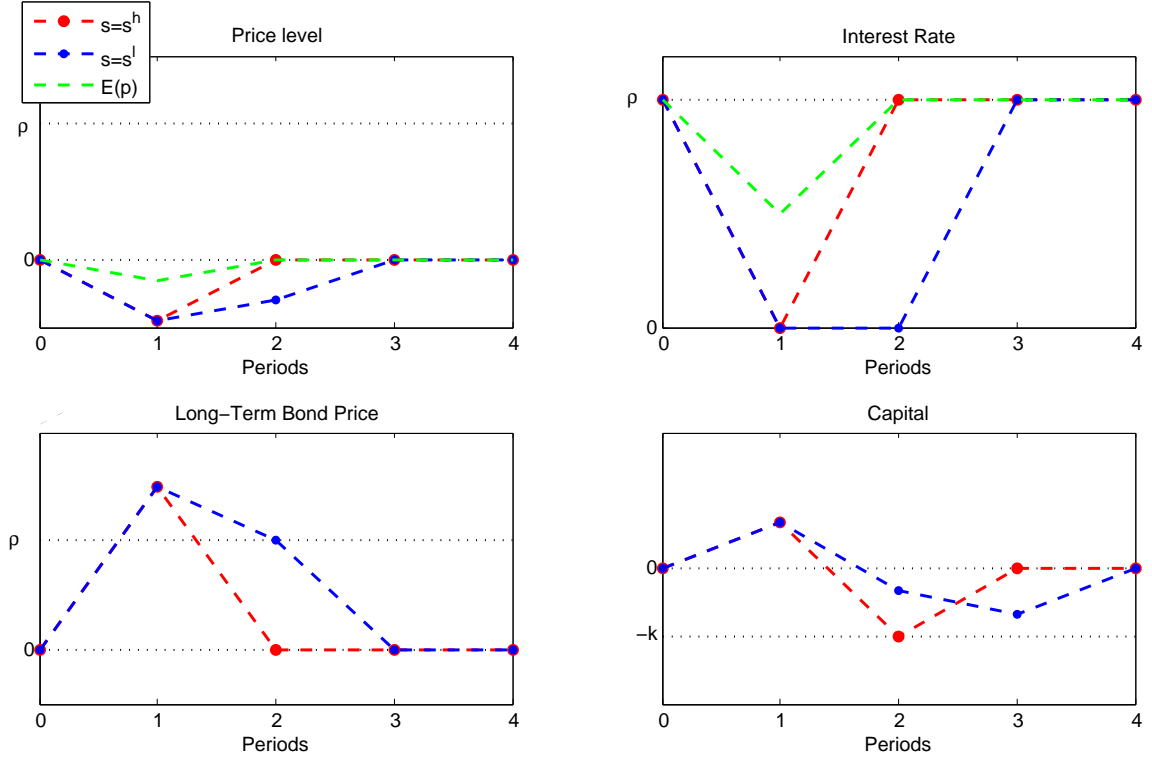 s=s^h
s=s^l
E(p)
Price level
ρ
0
0 1 2 3 4
Periods
Interest Rate
ρ
0
0 1 2 3 4
Periods
Long−Term Bond Price
ρ
0
0 1 2 3 4
Periods
Capital
0
−k
0 1 2 3 4
Periods